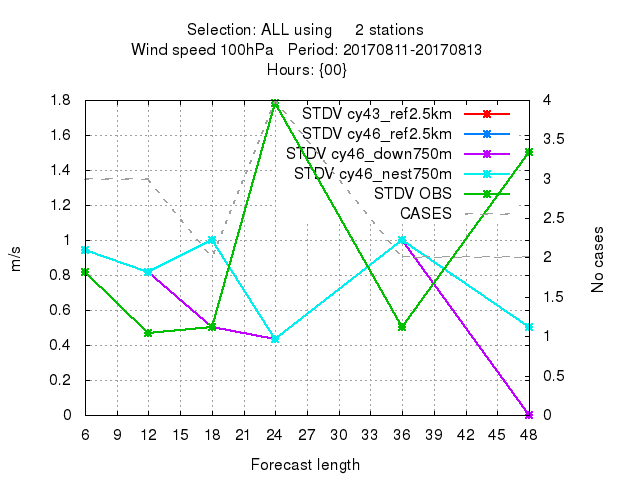 Selection: ALL using     2 stations
Wind speed 100hPa   Period: 20170811-20170813
Hours: {00}
1.8
1.6
1.4
1.2
1
0.8
0.6
0.4
0.2
0
4
3.5
3
2.5
2
1.5
1
0.5
0
STDV cy43_ref2.5km
STDV cy46_ref2.5km
STDV cy46_down750m
STDV cy46_nest750m
STDV OBS
CASES
m/s
No cases
6 9 12 15 18 21 24 27 30 33 36 39 42 45 48
Forecast length